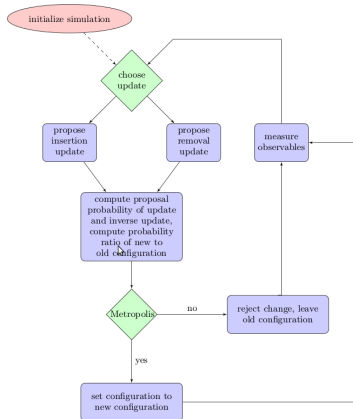 initialize simulation
choose
update
propose
insertion
update
propose
removal
update
measure
observables
compute proposal
probability of update
and inverse update,
compute probability
ratio of new to
old configuration
Metropolis
no
reject change, leave
old configuration
yes
set configuration to
new configuration